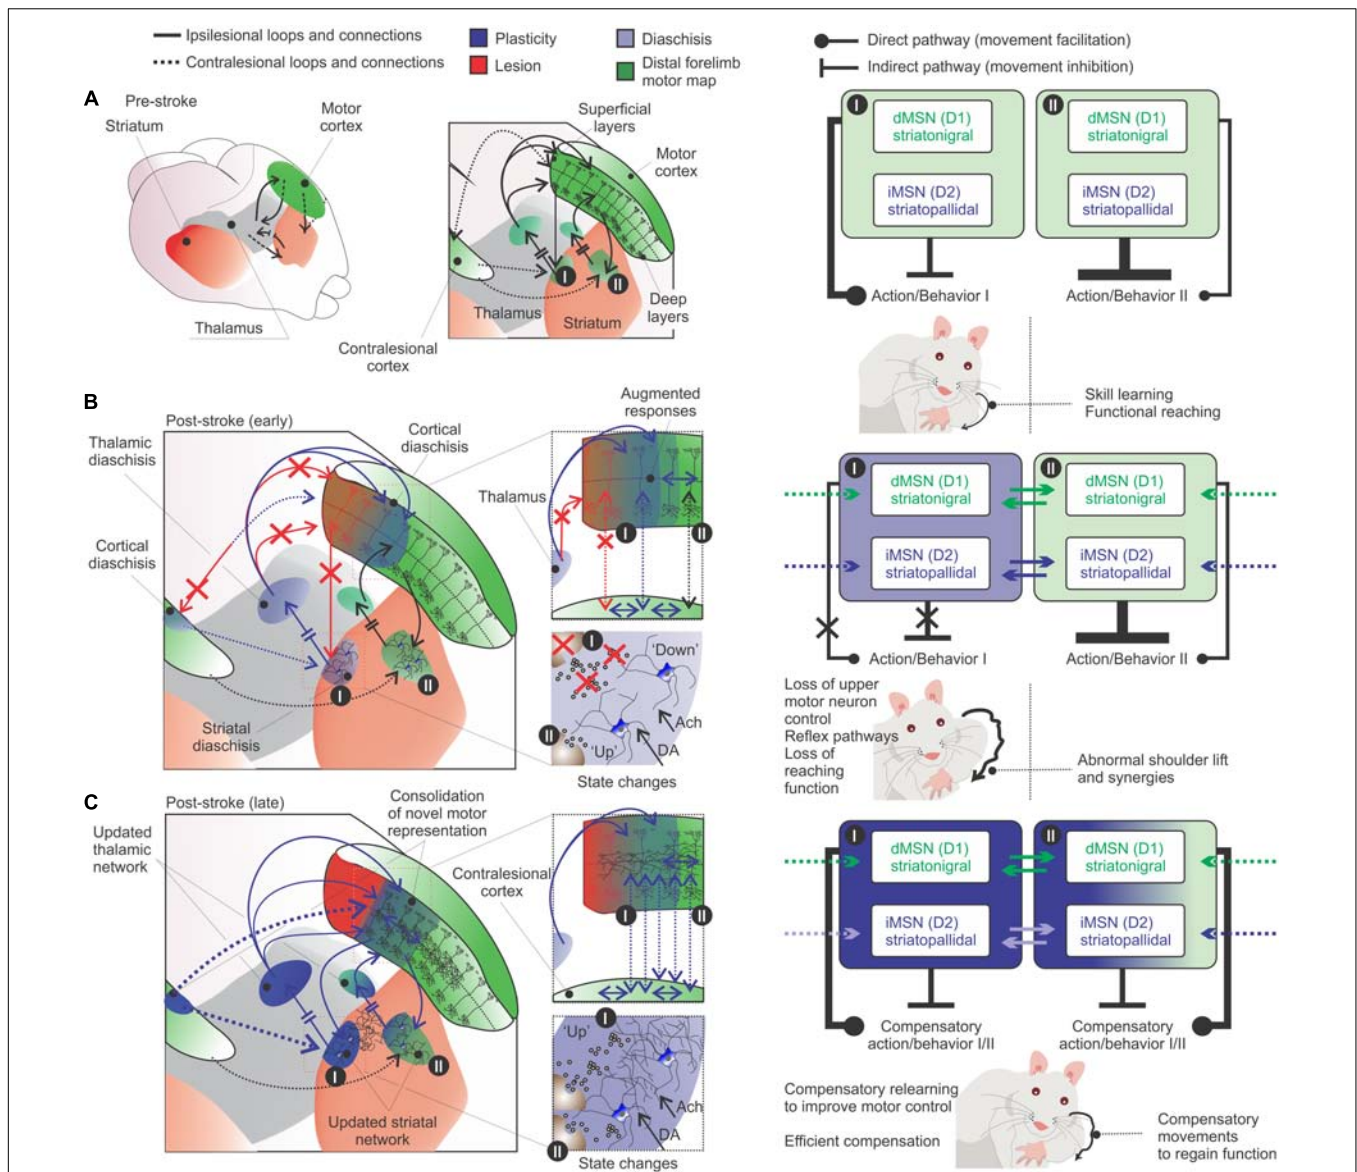 Ipsilesional loops and connections
Contralesional loops and connections
Plasticity
Lesion
Diaschisis
Distal forelimb
motor map
Direct pathway (movement facilitation)
Indirect pathway (movement inhibition)
A
Pre-stroke
Striatum
Motor
cortex
Thalamus
Superficial
layers
Motor
cortex
I
II
Thalamus
Striatum
Deep
layers
Contralesional
cortex
I
dMSN (D1)
striatonigral
iMSN (D2)
striatopallidal
Action/Behavior I
II
dMSN (D1)
striatonigral
iMSN (D2)
striatopallidal
Action/Behavior II
Skill learning
Functional reaching
B
Post-stroke (early)
Thalamic
diaschisis
Cortical
diaschisis
Cortical
diaschisis
Striatal
diaschisis
I
II
Augmented
responses
Thalamus
I
II
I
'Down'
Ach
II
'Up'
DA
State changes
I
dMSN (D1)
striatonigral
iMSN (D2)
striatopallidal
Action/Behavior I
II
dMSN (D1)
striatonigral
iMSN (D2)
striatopallidal
Action/Behavior II
Loss of upper
motor neuron
control
Reflex pathways
Loss of
reaching
function
Abnormal shoulder lift
and synergies
C
Post-stroke (late)
Updated
thalamic
network
Consolidation
of novel motor
representation
I
II
Updated striatal
network
Contralesional
cortex
I
II
I
'Up'
Ach
DA
II
State changes
I
dMSN (D1)
striatonigral
iMSN (D2)
striatopallidal
Compensatory
action/behavior I/II
II
dMSN (D1)
striatonigral
iMSN (D2)
striatopallidal
Compensatory
action/behavior I/II
Compensatory relearning
to improve motor control
Efficient compensation
Compensatory
movements
to regain function